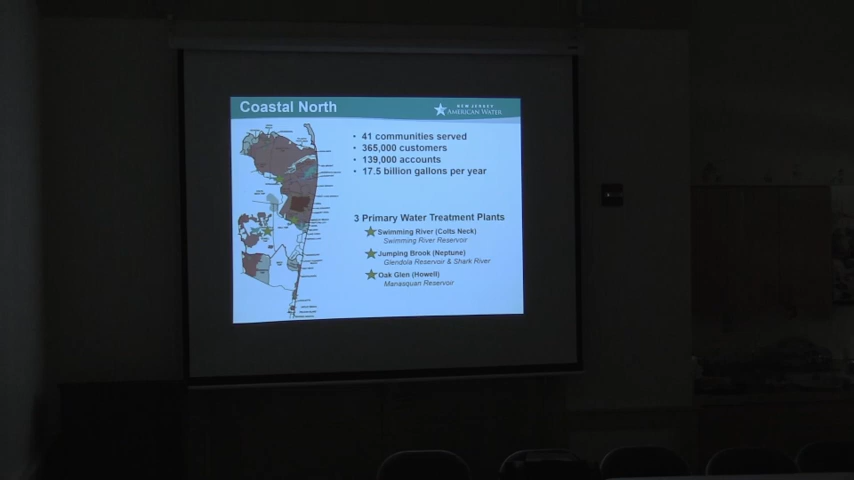 Coastal North
NEW JERSEY
AMERICAN WATER
• 41 communities served
• 365,000 customers
• 139,000 accounts
• 17.5 billion gallons per year
3 Primary Water Treatment Plants
Swimming River (Colts Neck)
Swimming River Reservoir
Jumping Brook (Neptune)
Glendola Reservoir & Shark River
Oak Glen (Howell)
Manasquan Reservoir